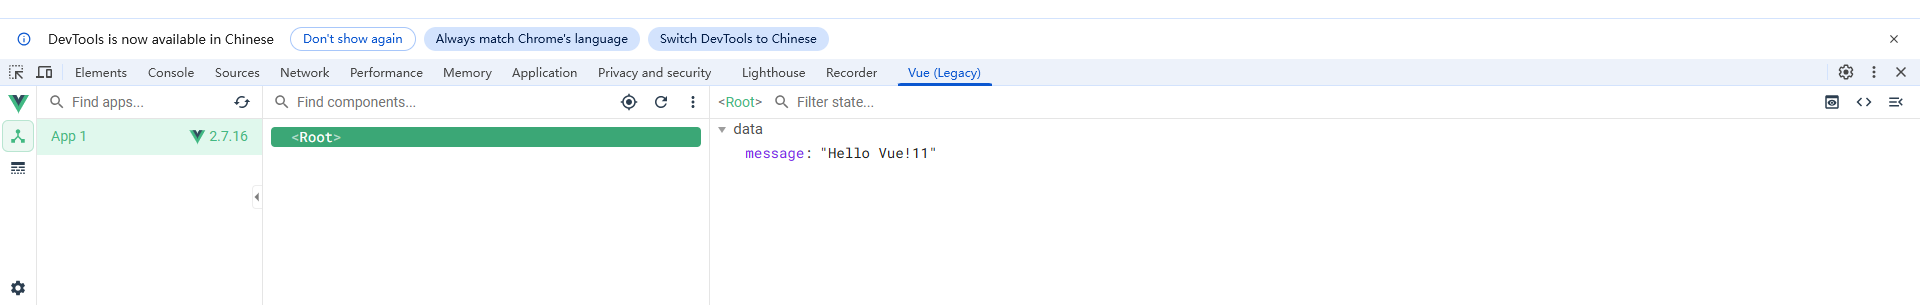 DevTools is now available in Chinese Don't show again Always match Chrome's language Switch DevTools to Chinese
Elements Console Sources Network Performance Memory Application Privacy and security Lighthouse Recorder Vue (Legacy)
Find apps... Find components... <Root> Filter state...
App 1 2.7.16 <Root> data
message: "Hello Vue!11"